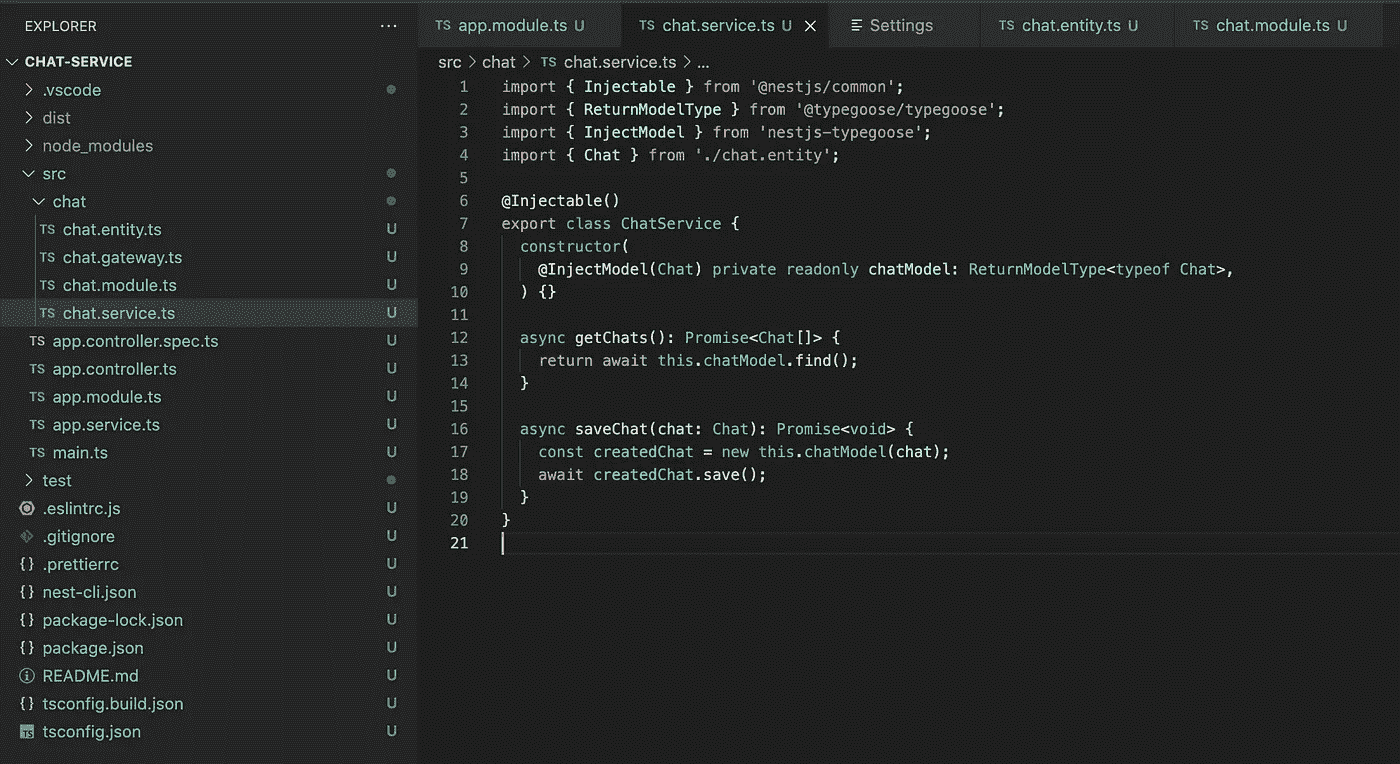 EXPLORER ...
CHAT-SERVICE
.vscode
dist
node_modules
src
chat
TS chat.entity.ts U
TS chat.gateway.ts U
TS chat.module.ts U
TS chat.service.ts U
TS app.controller.spec.ts U
TS app.controller.ts U
TS app.module.ts U
TS app.service.ts U
TS main.ts U
test
.eslintrc.js U
.gitignore U
{} .prettierrc U
{} nest-cli.json U
{} package-lock.json U
{} package.json U
README.md U
{} tsconfig.build.json U
TS tsconfig.json U
TS app.module.ts U
TS chat.service.ts U
Settings
TS chat.entity.ts U
TS chat.module.ts U
src > chat > TS chat.service.ts > ...
1 import { Injectable } from '@nestjs/common';
2 import { ReturnModelType } from '@typegoose/typegoose';
3 import { InjectModel } from 'nestjs-typegoose';
4 import { Chat } from './chat.entity';
5
6 @Injectable()
7 export class ChatService {
8 constructor(
9 @InjectModel(Chat) private readonly chatModel: ReturnModelType<typeof Chat>,
10 ) {}
11
12 async getChats(): Promise<Chat[]> {
13 return await this.chatModel.find();
14 }
15
16 async saveChat(chat: Chat): Promise<void> {
17 const createdChat = new this.chatModel(chat);
18 await createdChat.save();
19 }
20 }
21